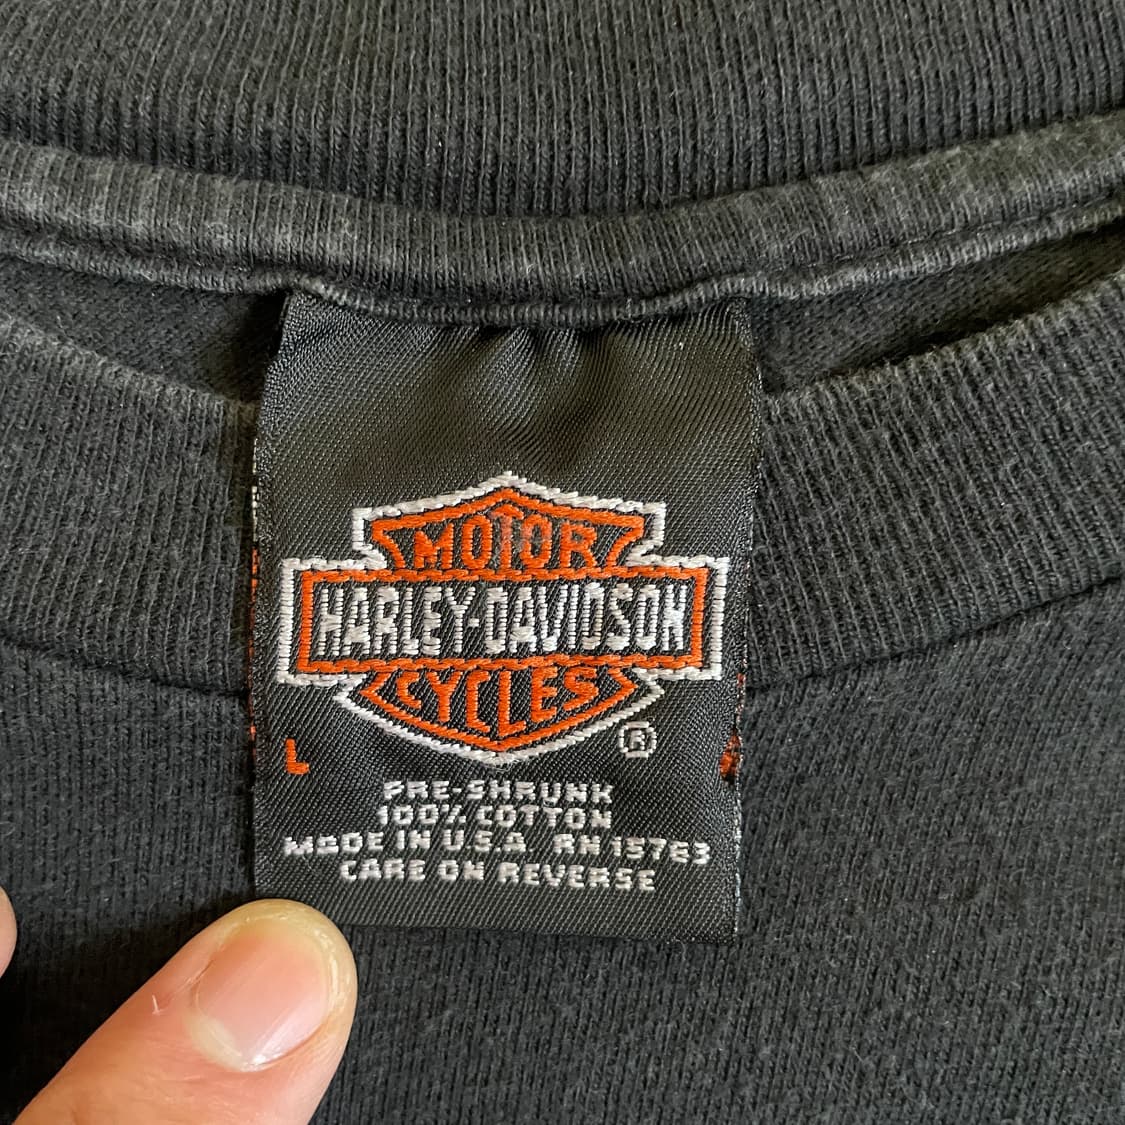 MOTOR
HARLEY-DAVIDSON
CYCLES
L
®
PRE-SHRUNK
100% COTTON
MADE IN U.S.A. RN 15763
CARE ON REVERSE